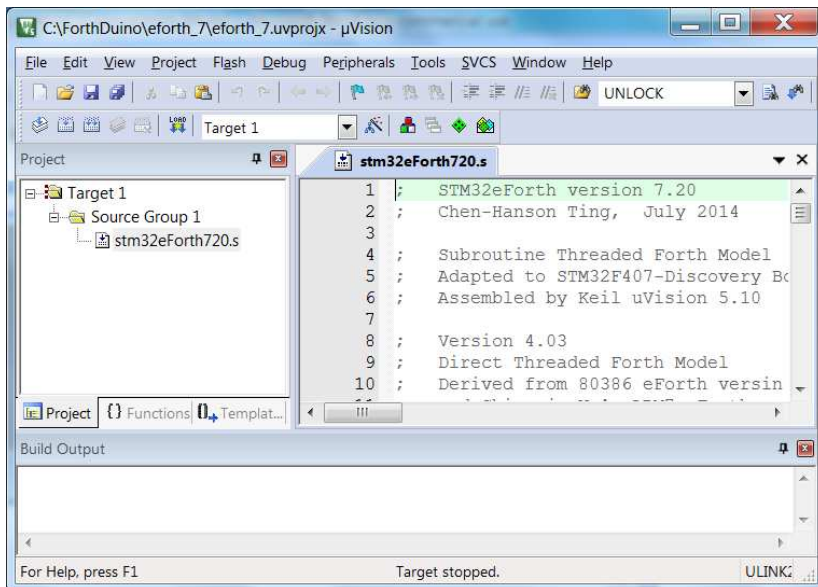 C:\ForthDuino\eforth_7\eforth_7.uvprojx - µVision
File Edit View Project Flash Debug Peripherals Tools SVCS Window Help
UNLOCK
LOAD Target 1
Project
stm32eForth720.s
Target 1
Source Group 1
stm32eForth720.s
1 ; STM32eForth version 7.20
2 ; Chen-Hanson Ting, July 2014
3
4 ; Subroutine Threaded Forth Model
5 ; Adapted to STM32F407-Discovery Bo
6 ; Assembled by Keil uVision 5.10
7
8 ; Version 4.03
9 ; Direct Threaded Forth Model
10 ; Derived from 80386 eForth versin
Project {} Functions Templat...
Build Output
For Help, press F1 Target stopped. ULINK2